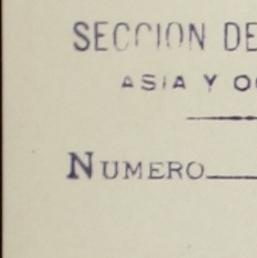 SECCION DE
ASIA Y O
NUMERO